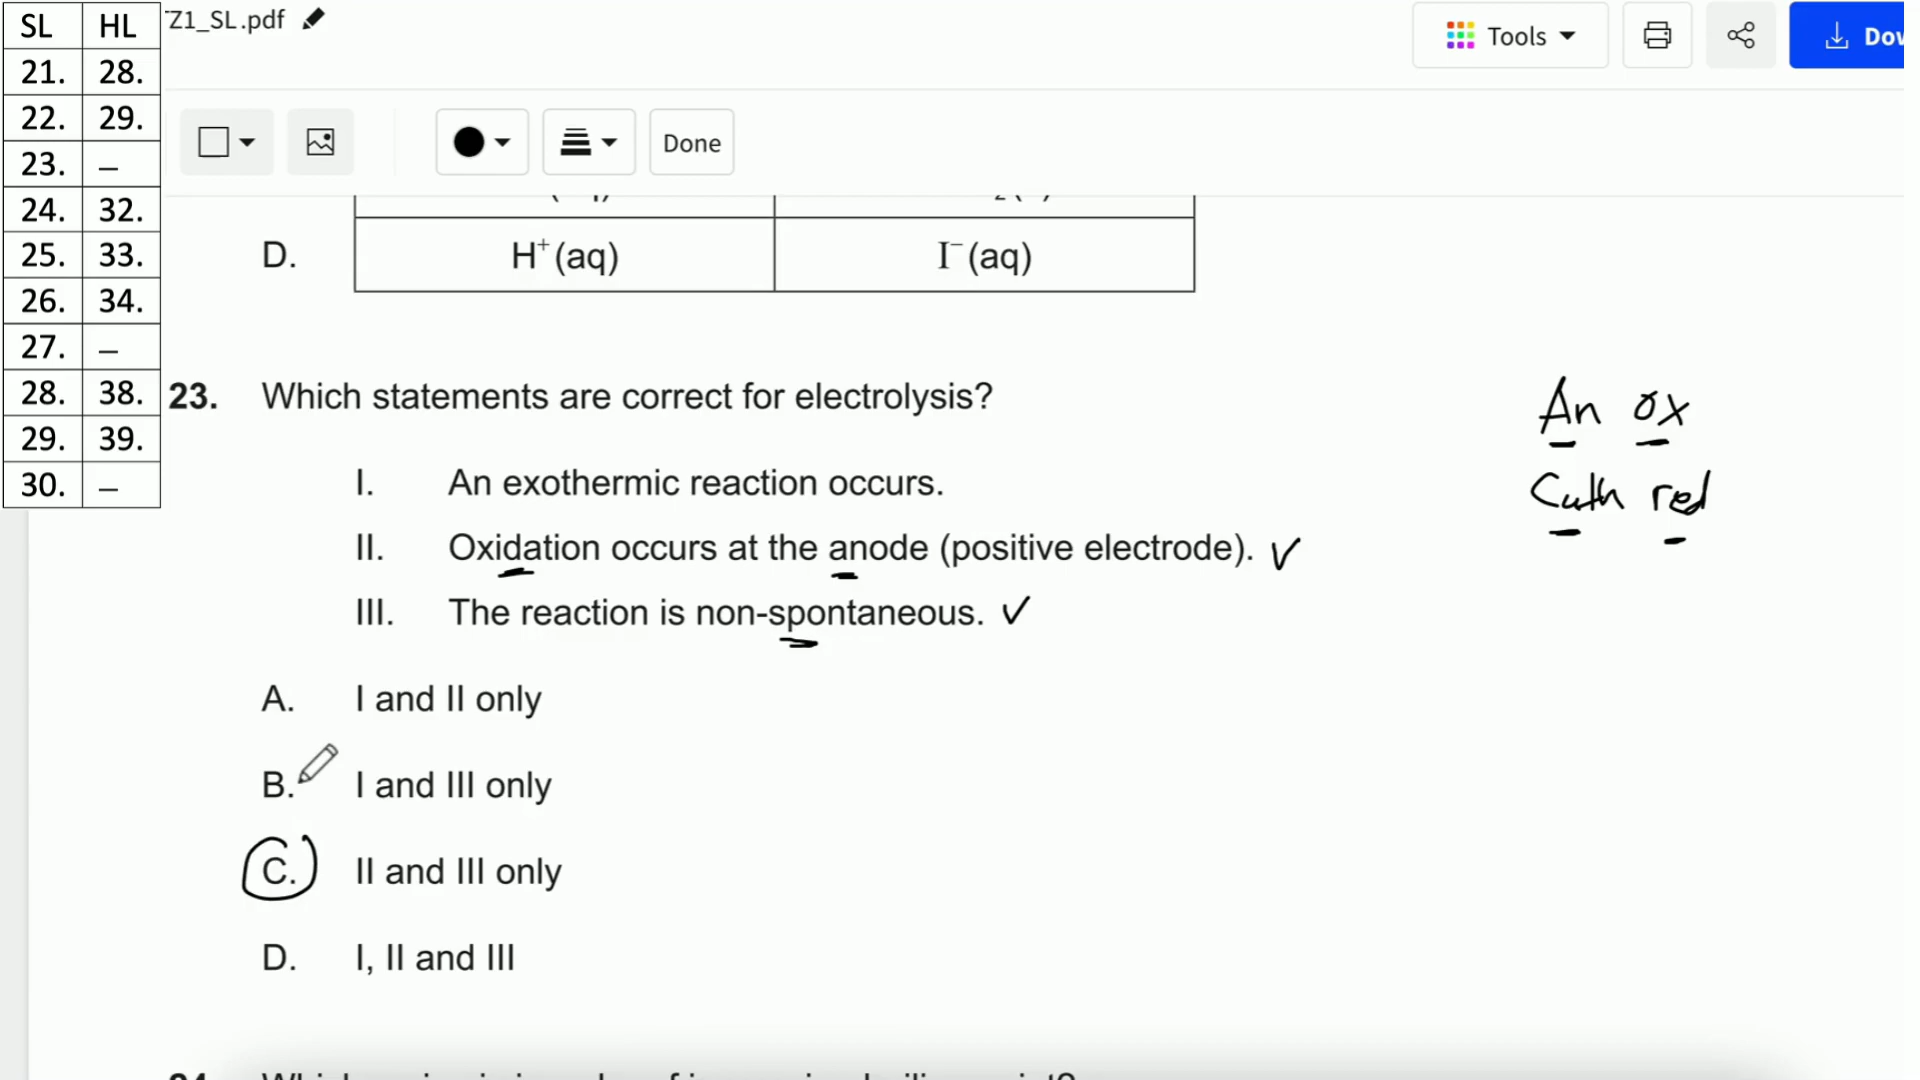 SL HL
21. 28.
22. 29.
23. –
24. 32.
25. 33.
26. 34.
27. –
28. 38.
29. 39.
30. –
Z1_SL.pdf
Tools
Done
D. H⁺(aq) I⁻(aq)
23. Which statements are correct for electrolysis?
I. An exothermic reaction occurs.
II. Oxidation occurs at the anode (positive electrode). ✓
III. The reaction is non-spontaneous. ✓
A. I and II only
B. I and III only
C. II and III only
D. I, II and III
An ox
Cath red